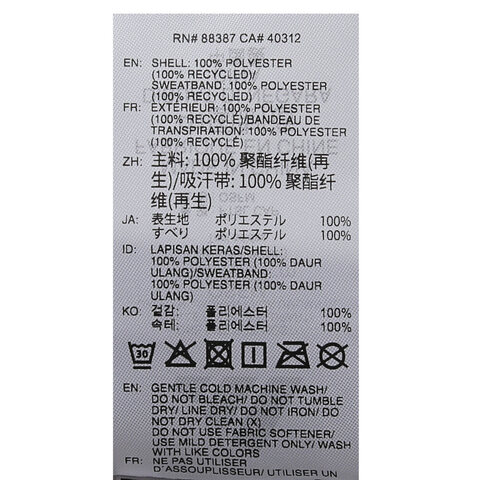 RN# 88387 CA# 40312
EN: SHELL: 100% POLYESTER
(100% RECYCLED)/
SWEATBAND: 100% POLYESTER
(100% RECYCLED)
FR: EXTÉRIEUR: 100% POLYESTER
(100% RECYCLÉ)/BANDEAU DE
TRANSPIRATION: 100% POLYESTER
(100% RECYCLÉ)
ZH: 主料: 100% 聚酯纤维(再
生)/吸汗带: 100% 聚酯纤
维(再生)
JA: 表生地 ポリエステル 100%
すべり ポリエステル 100%
ID: LAPISAN KERAS/SHELL:
100% POLYESTER (100% DAUR
ULANG)/SWEATBAND:
100% POLYESTER (100% DAUR
ULANG)
KO: 겉감: 폴리에스터 100%
속테: 폴리에스터 100%
30
EN: GENTLE COLD MACHINE WASH/
DO NOT BLEACH/DO NOT TUMBLE
DRY/ LINE DRY/ DO NOT IRON/ DO
NOT DRY CLEAN (X)
DO NOT USE FABRIC SOFTENER/
USE MILD DETERGENT ONLY/ WASH
WITH LIKE COLORS
FR: NE PAS UTILISER
D'ASSOUPLISSEUR/ UTILISER UN